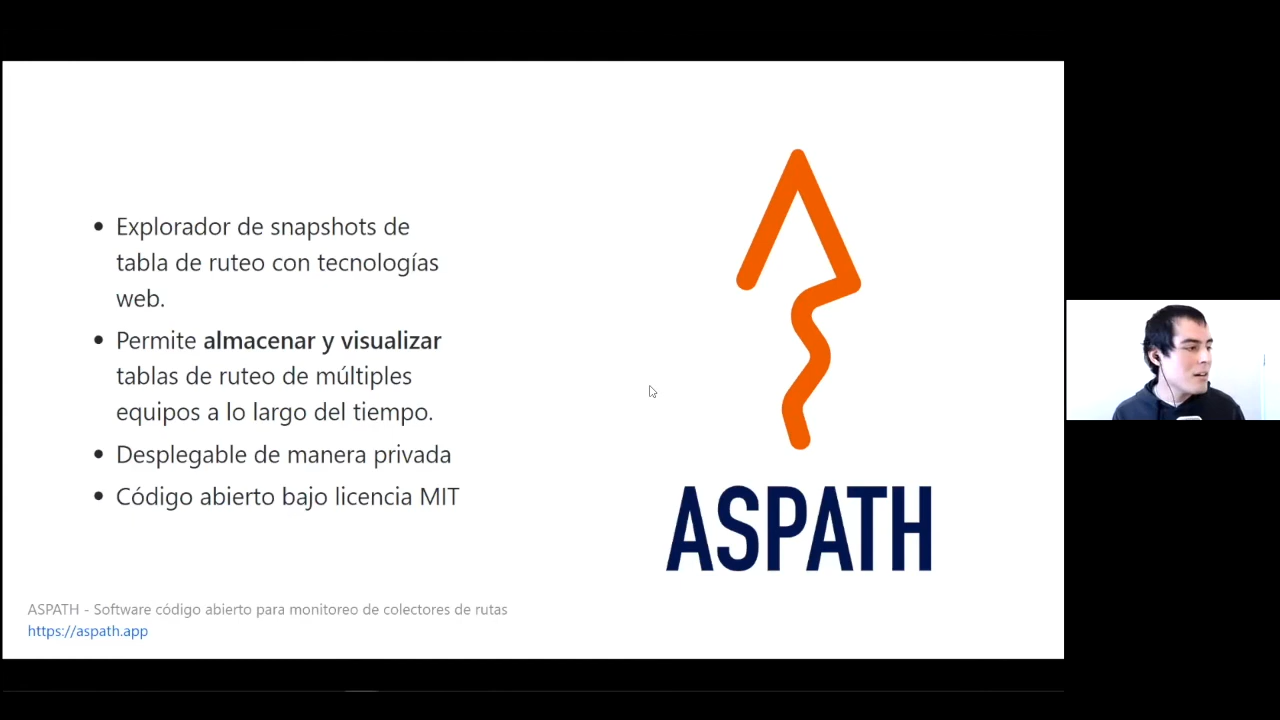 Explorador de snapshots de
tabla de ruteo con tecnologías
web.
Permite almacenar y visualizar
tablas de ruteo de múltiples
equipos a lo largo del tiempo.
Desplegable de manera privada
Código abierto bajo licencia MIT
ASPATH
ASPATH - Software código abierto para monitoreo de colectores de rutas
https://aspath.app